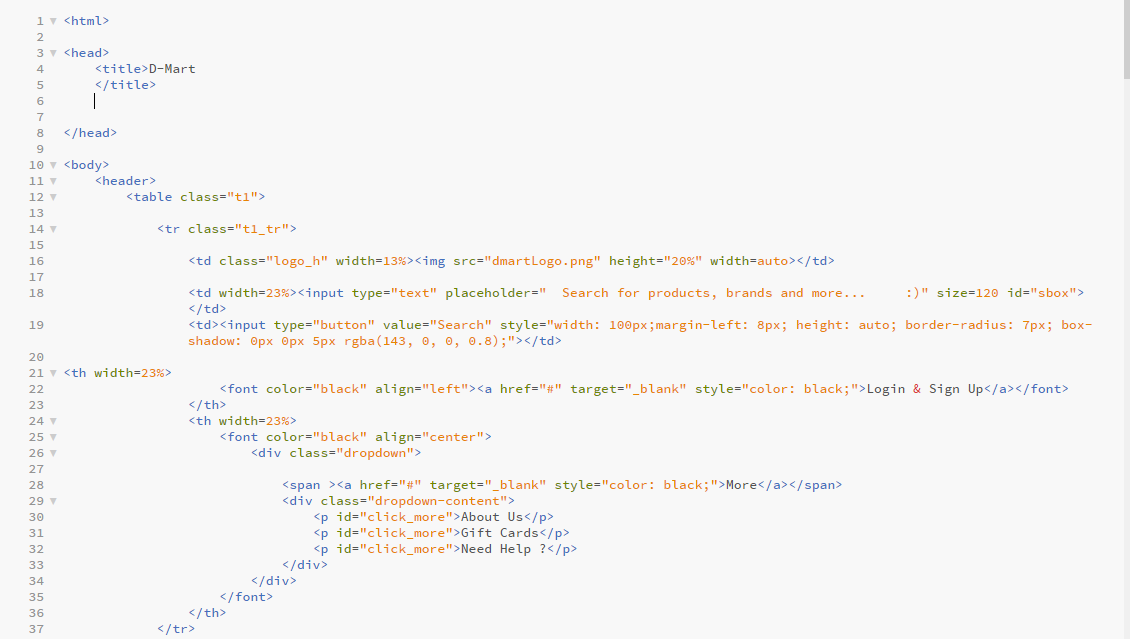 1 <html>
2
3 <head>
4     <title>D-Mart
5     </title>
6
7
8 </head>
9
10 <body>
11     <header>
12         <table class="t1">
13
14             <tr class="t1_tr">
15
16                 <td class="logo_h" width=13%><img src="dmartLogo.png" height="20%" width=auto></td>
17
18                 <td width=23%><input type="text" placeholder="  Search for products, brands and more...     :)" size=120 id="sbox">
                </td>
19                 <td><input type="button" value="Search" style="width: 100px;margin-left: 8px; height: auto; border-radius: 7px; box-
                shadow: 0px 0px 5px rgba(143, 0, 0, 0.8);"></td>
20
21 <th width=23%>
22                     <font color="black" align="left"><a href="#" target="_blank" style="color: black;">Login & Sign Up</a></font>
23                 </th>
24                 <th width=23%>
25                     <font color="black" align="center">
26                         <div class="dropdown">
27
28                             <span ><a href="#" target="_blank" style="color: black;">More</a></span>
29                             <div class="dropdown-content">
30                                 <p id="click_more">About Us</p>
31                                 <p id="click_more">Gift Cards</p>
32                                 <p id="click_more">Need Help ?</p>
33                             </div>
34                         </div>
35                     </font>
36                 </th>
37             </tr>